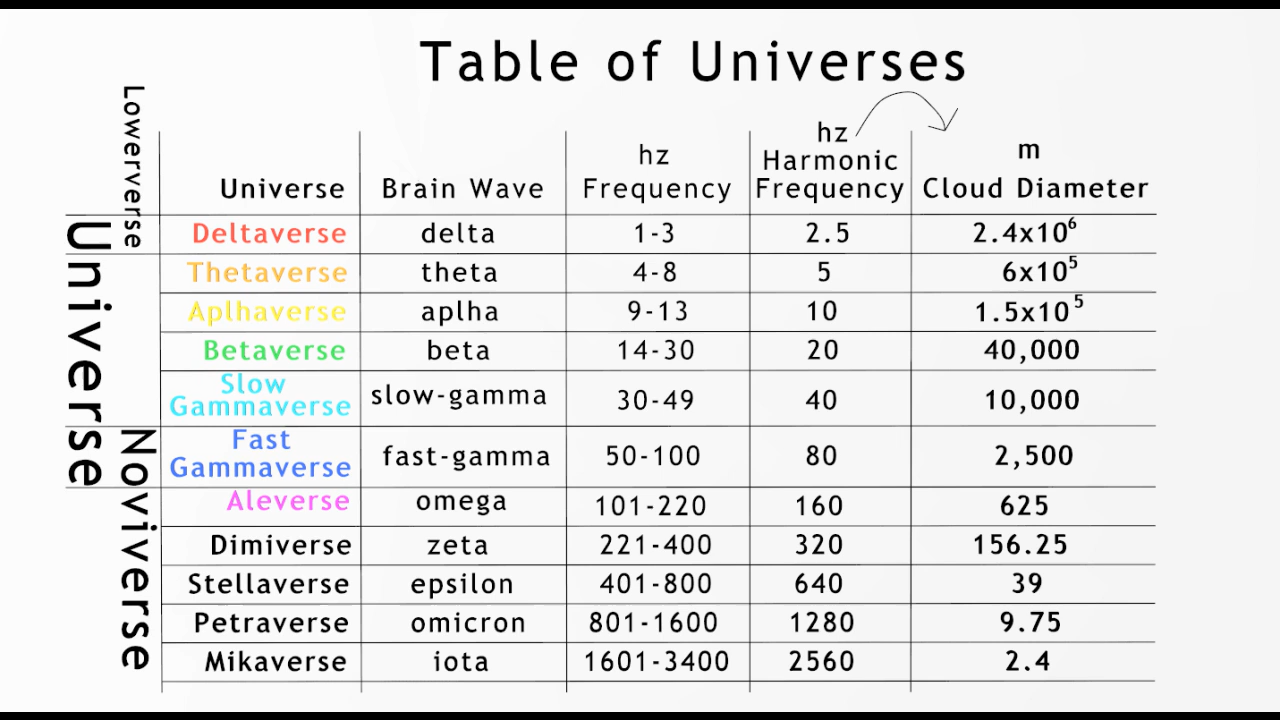 Table of Universes
Lowerverse
Universe
Noviverse
hz hz
Harmonic m
Universe Brain Wave Frequency Frequency Cloud Diameter
Deltaverse delta 1-3 2.5 2.4x10⁶
Thetaverse theta 4-8 5 6x10⁵
Aplhaverse aplha 9-13 10 1.5x10⁵
Betaverse beta 14-30 20 40,000
Slow
Gammaverse slow-gamma 30-49 40 10,000
Fast
Gammaverse fast-gamma 50-100 80 2,500
Aleverse omega 101-220 160 625
Dimiverse zeta 221-400 320 156.25
Stellaverse epsilon 401-800 640 39
Petraverse omicron 801-1600 1280 9.75
Mikaverse iota 1601-3400 2560 2.4